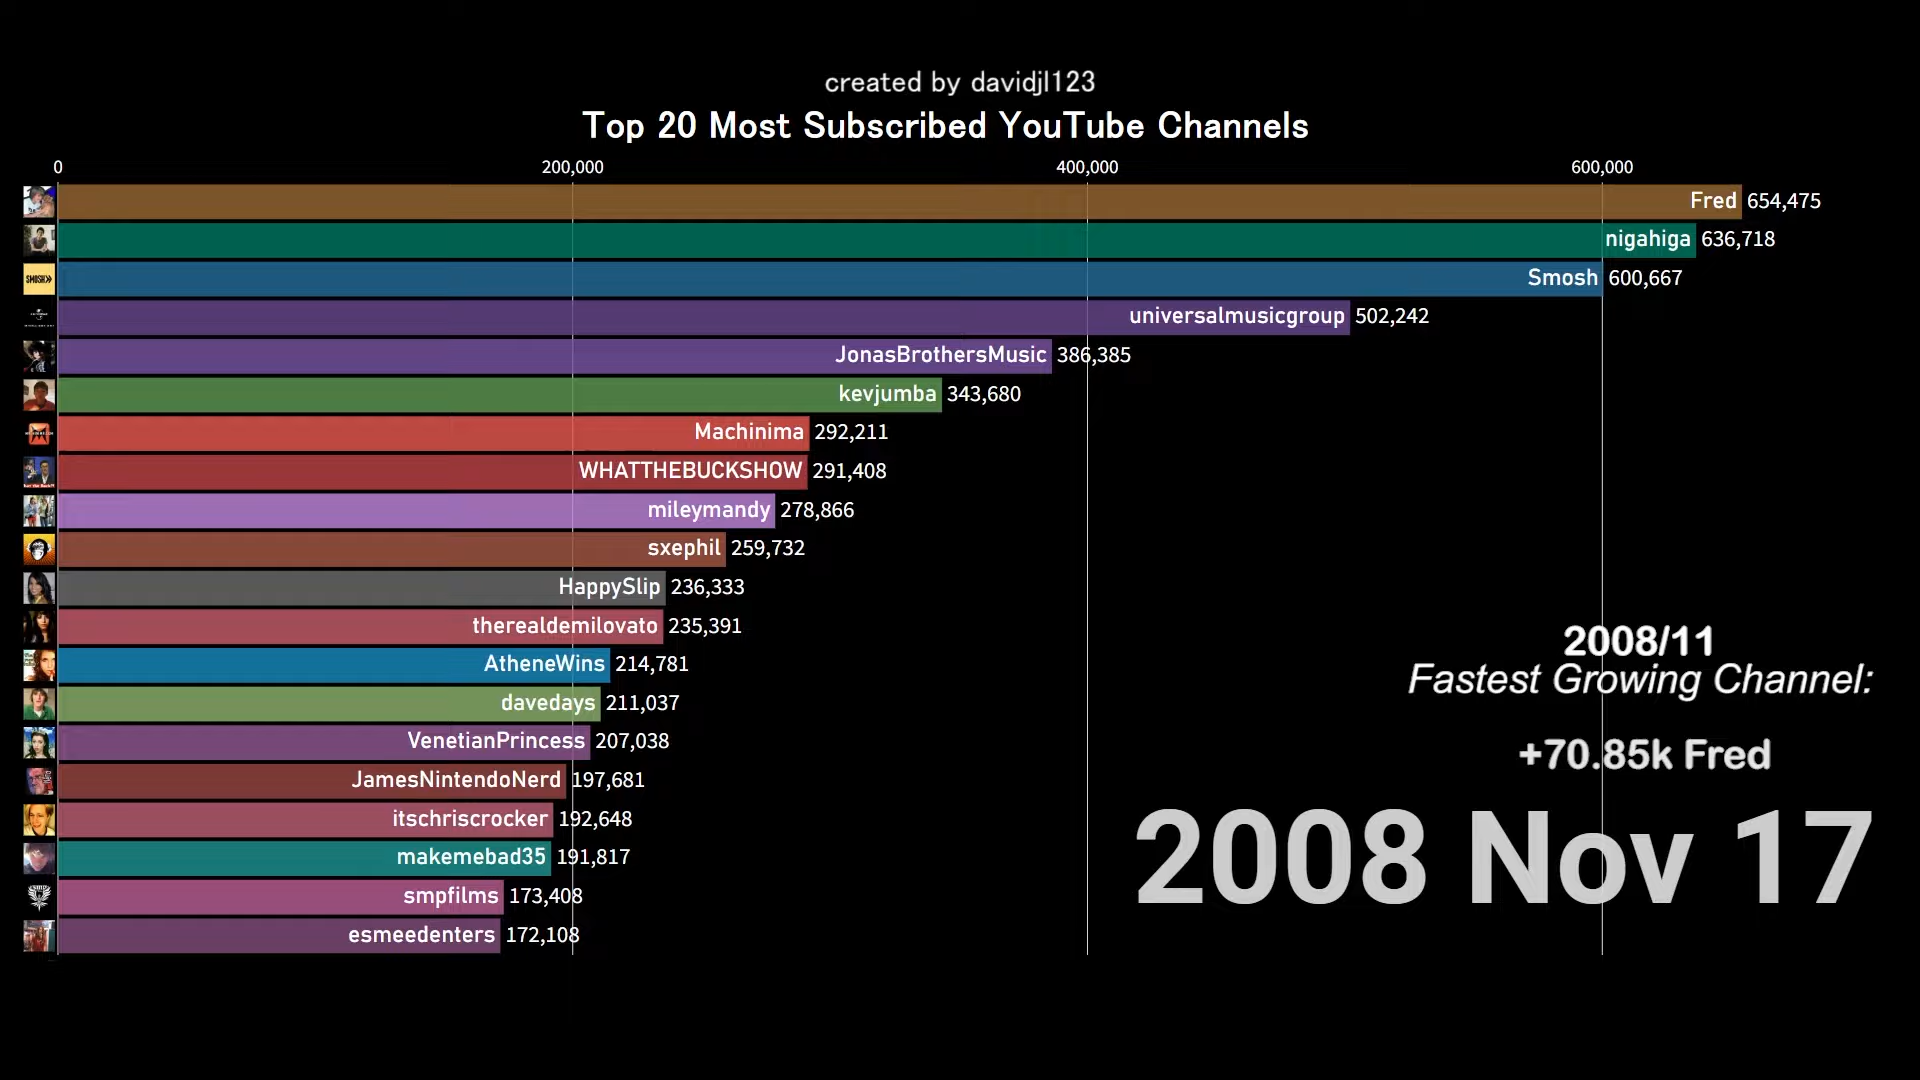 created by davidjl123
Top 20 Most Subscribed YouTube Channels
0 200,000 400,000 600,000
Fred 654,475
nigahiga 636,718
SMOSH Smosh 600,667
universalmusicgroup 502,242
JonasBrothersMusic 386,385
kevjumba 343,680
Machinima 292,211
WHATTHEBUCKSHOW 291,408
mileymandy 278,866
sxephil 259,732
HappySlip 236,333
therealdemilovato 235,391
AtheneWins 214,781
davedays 211,037
VenetianPrincess 207,038
JamesNintendoNerd 197,681
itschriscrocker 192,648
makemebad35 191,817
smpfilms 173,408
esmeedenters 172,108
2008/11
Fastest Growing Channel:
+70.85k Fred
2008 Nov 17